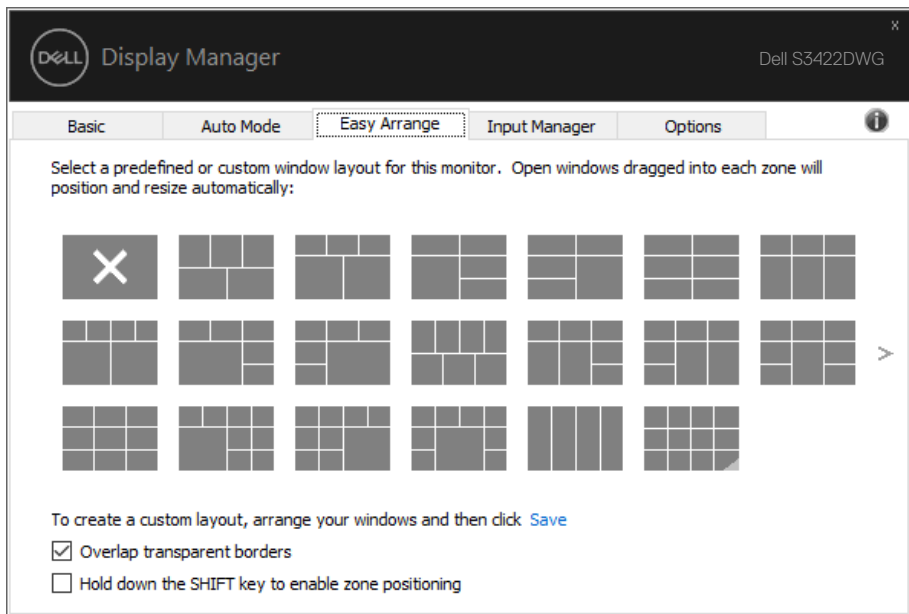 x
DELL Display Manager
Dell S3422DWG
Basic Auto Mode Easy Arrange Input Manager Options
Select a predefined or custom window layout for this monitor. Open windows dragged into each zone will
position and resize automatically:
>
To create a custom layout, arrange your windows and then click Save
Overlap transparent borders
Hold down the SHIFT key to enable zone positioning